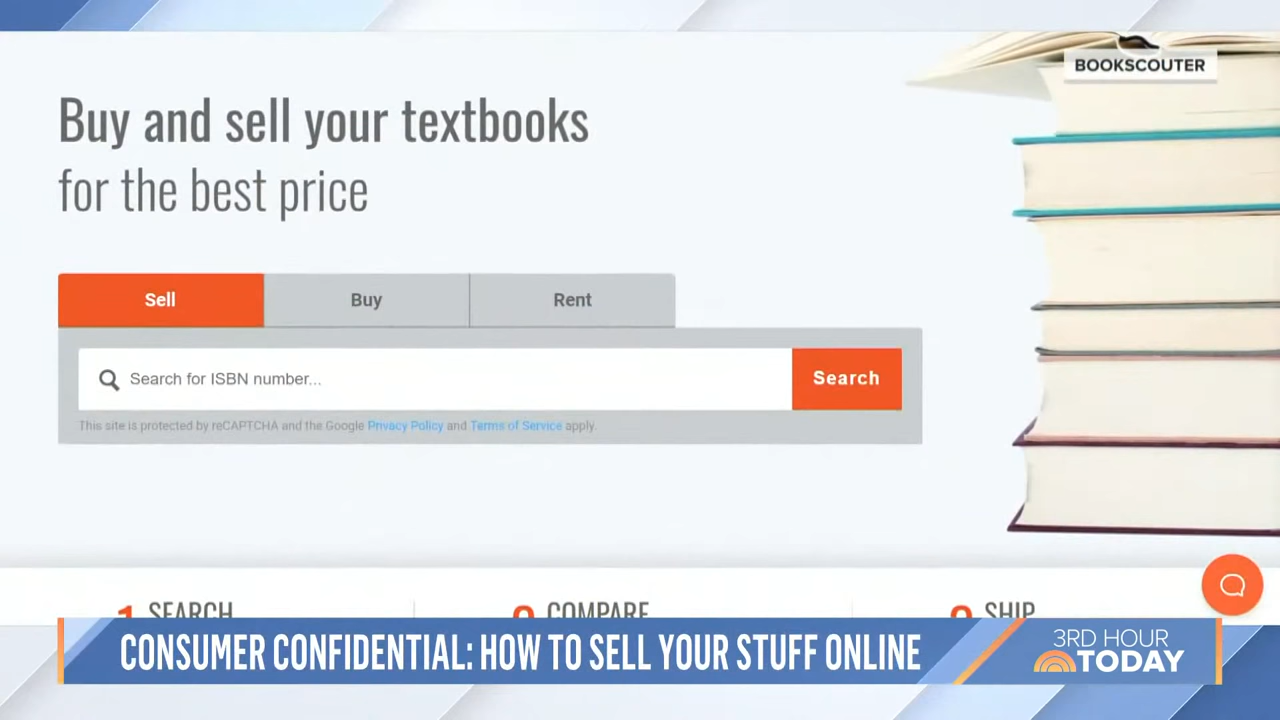 BOOKSCOUTER
Buy and sell your textbooks
for the best price
Sell
Buy
Rent
Search for ISBN number...
Search
This site is protected by reCAPTCHA and the Google Privacy Policy and Terms of Service apply.
1 SEARCH
COMPARE
SHIP
CONSUMER CONFIDENTIAL: HOW TO SELL YOUR STUFF ONLINE
3RD HOUR
TODAY